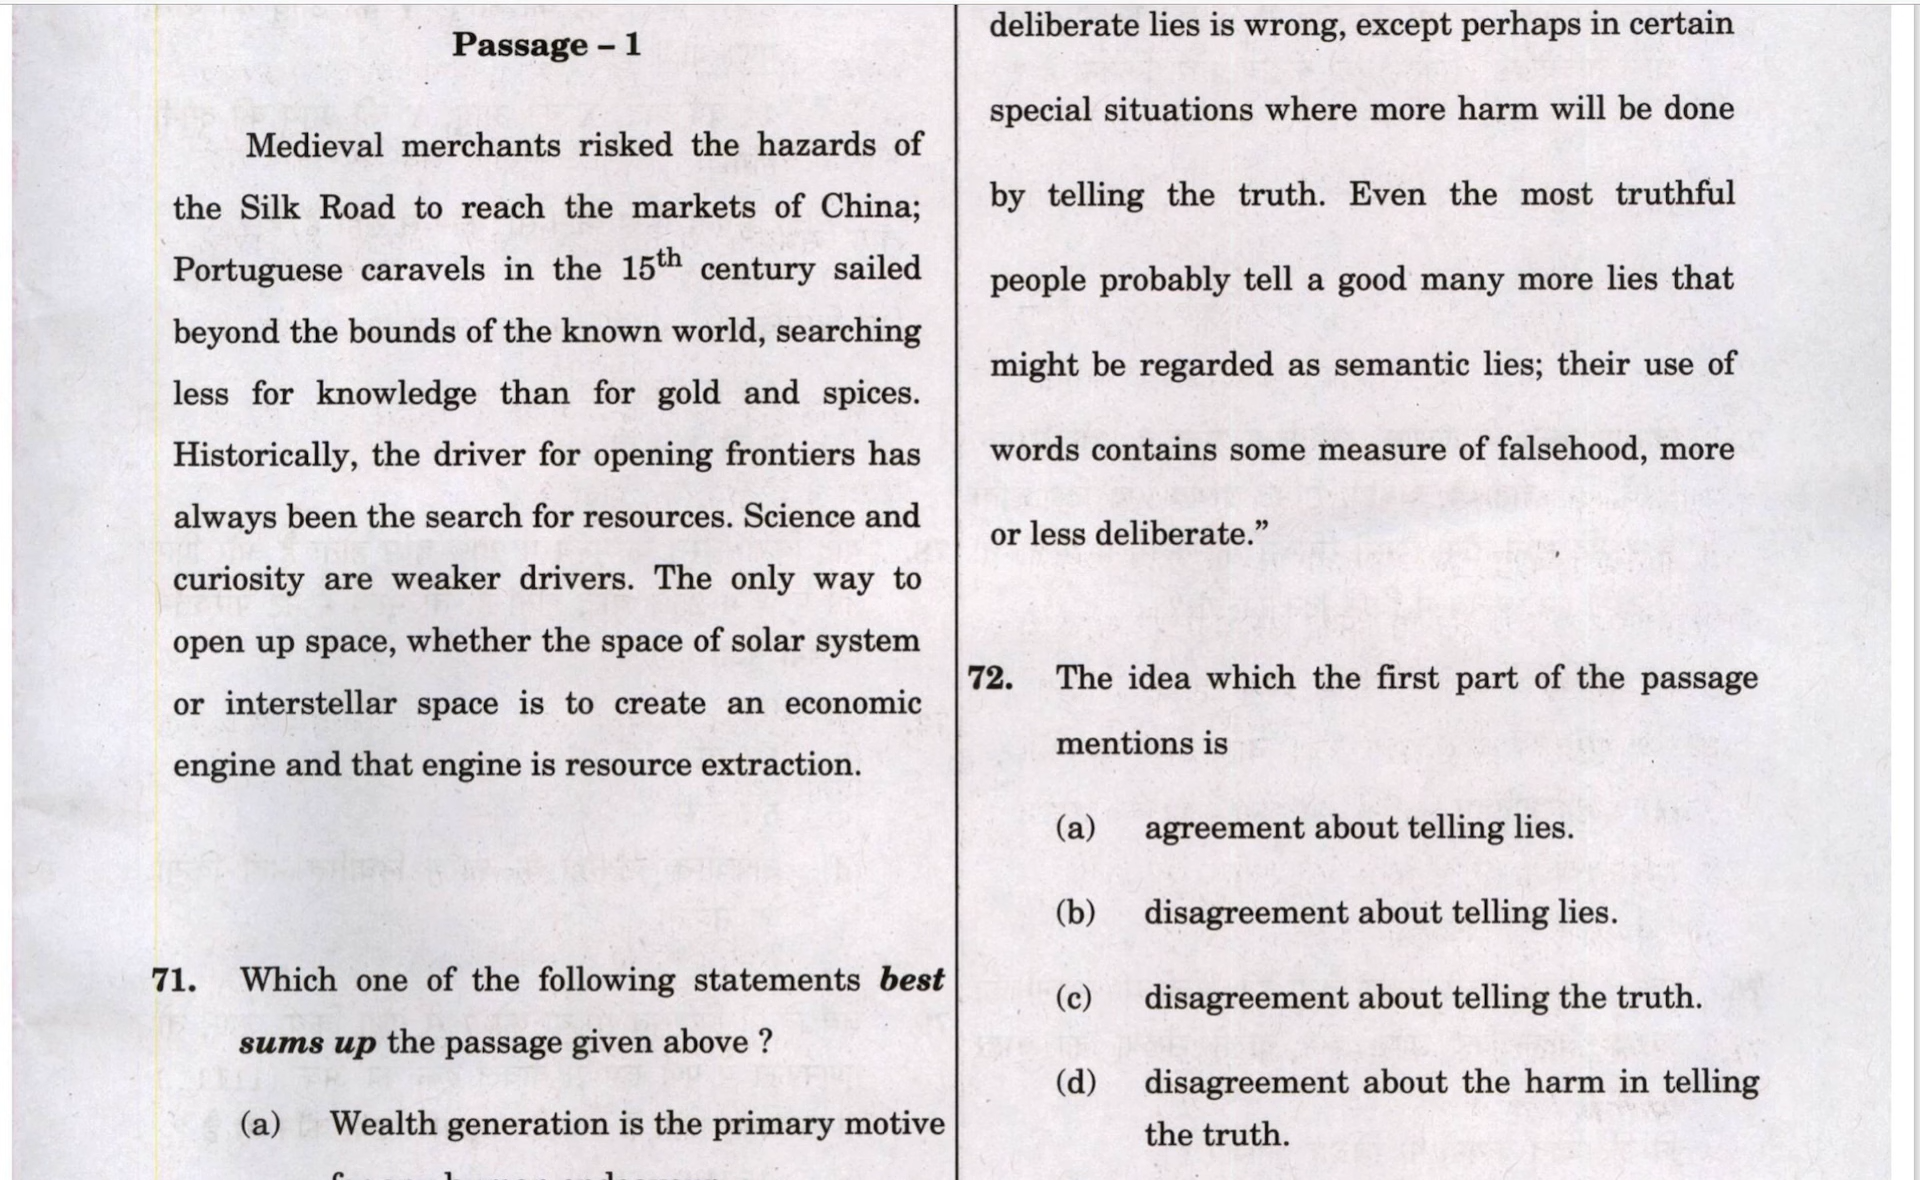 Passage – 1
Medieval merchants risked the hazards of
the Silk Road to reach the markets of China;
Portuguese caravels in the 15th century sailed
beyond the bounds of the known world, searching
less for knowledge than for gold and spices.
Historically, the driver for opening frontiers has
always been the search for resources. Science and
curiosity are weaker drivers. The only way to
open up space, whether the space of solar system
or interstellar space is to create an economic
engine and that engine is resource extraction.
71. Which one of the following statements best
sums up the passage given above ?
(a) Wealth generation is the primary motive
deliberate lies is wrong, except perhaps in certain
special situations where more harm will be done
by telling the truth. Even the most truthful
people probably tell a good many more lies that
might be regarded as semantic lies; their use of
words contains some measure of falsehood, more
or less deliberate.”
72. The idea which the first part of the passage
mentions is
(a) agreement about telling lies.
(b) disagreement about telling lies.
(c) disagreement about telling the truth.
(d) disagreement about the harm in telling
the truth.